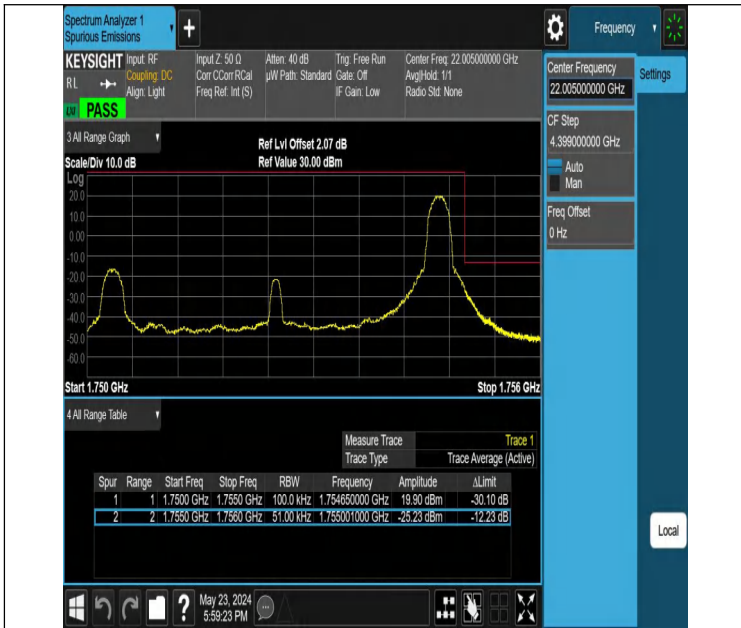 Spectrum Analyzer 1
Spurious Emissions
Frequency
KEYSIGHT
Input: RF
Coupling: DC
Align: Light
Input Z: 50 Ω
Corr CCorr RCal
Freq Ref: Int (S)
Atten: 40 dB
µW Path: Standard
Trig: Free Run
Gate: Off
IF Gain: Low
Center Freq: 22.005000000 GHz
Avg|Hold: 1/1
Radio Std: None
RL
PASS
Center Frequency
22.005000000 GHz
Settings
CF Step
4.399000000 GHz
Auto
Man
Freq Offset
0 Hz
3 All Range Graph
Ref Lvl Offset 2.07 dB
Scale/Div 10.0 dB
Ref Value 30.00 dBm
Log
20.0
10.0
0.00
-10.0
-20.0
-30.0
-40.0
-50.0
-60.0
Start 1.750 GHz
Stop 1.756 GHz
4 All Range Table
Measure Trace Trace 1
Trace Type Trace Average (Active)
Spur Range Start Freq Stop Freq RBW Frequency Amplitude ΔLimit
1 1 1.7500 GHz 1.7550 GHz 100.0 kHz 1.754650000 GHz 19.90 dBm -30.10 dB
2 2 1.7550 GHz 1.7560 GHz 51.00 kHz 1.755001000 GHz -25.23 dBm -12.23 dB
Local
May 23, 2024
5:59:23 PM